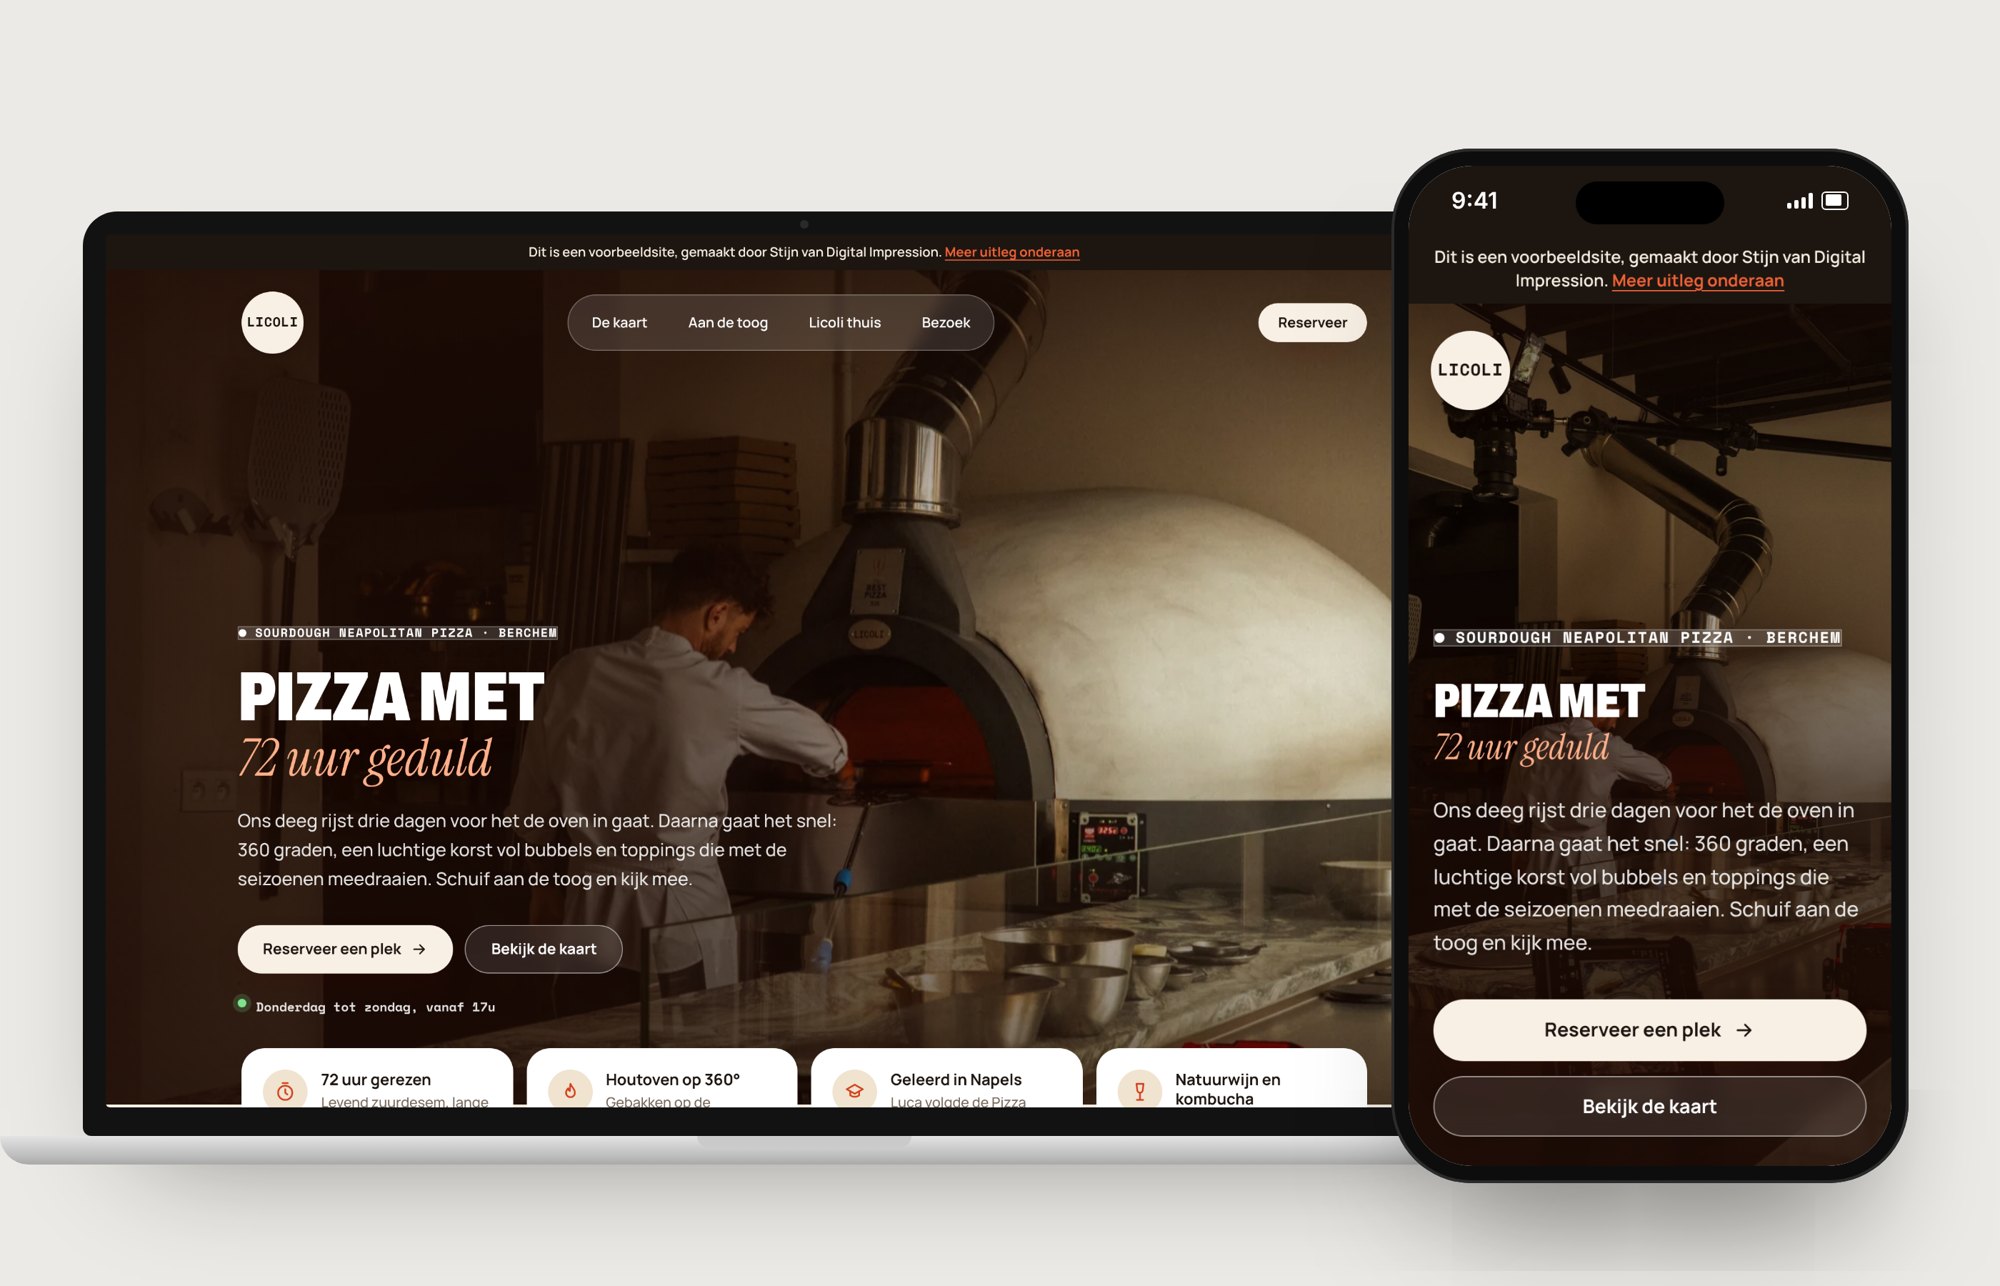 Dit is een voorbeeldsite, gemaakt door Stijn van Digital Impression. Meer uitleg onderaan
LICOLI
De kaart
Aan de toog
Licoli thuis
Bezoek
Reserveer
BEST
PIZZA
LICOLI
SOURDOUGH NEAPOLITAN PIZZA · BERCHEM
PIZZA MET
72 uur geduld
Ons deeg rijst drie dagen voor het de oven in gaat. Daarna gaat het snel:
360 graden, een luchtige korst vol bubbels en toppings die met de
seizoenen meedraaien. Schuif aan de toog en kijk mee.
Reserveer een plek →
Bekijk de kaart
Donderdag tot zondag, vanaf 17u
72 uur gerezen
Levend zuurdesem, lange
Houtoven op 360°
Gebakken op de
Geleerd in Napels
Luca volgde de Pizza
Natuurwijn en
kombucha
9:41
Dit is een voorbeeldsite, gemaakt door Stijn van Digital
Impression. Meer uitleg onderaan
LICOLI
SOURDOUGH NEAPOLITAN PIZZA · BERCHEM
PIZZA MET
72 uur geduld
Ons deeg rijst drie dagen voor het de oven in
gaat. Daarna gaat het snel: 360 graden, een
luchtige korst vol bubbels en toppings die
met de seizoenen meedraaien. Schuif aan de
toog en kijk mee.
Reserveer een plek →
Bekijk de kaart